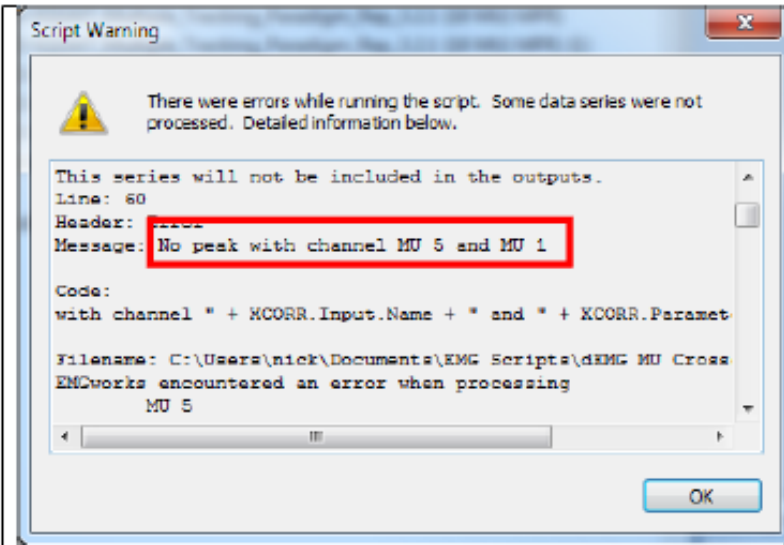 Script Warning
There were errors while running the script. Some data series were not
processed. Detailed information below.
This series will not be included in the outputs.
Line: 60
Header: Error
Message: No peak with channel MU 5 and MU 1
Code:
with channel " + XCORR.Input.Name + " and " + XCORR.Paramet
Filename: C:\Users\nick\Documents\EMG Scripts\dEMG MU Cross
EMGworks encountered an error when processing
MU 5
OK